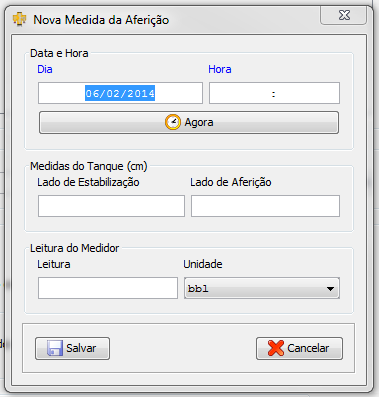 Nova Medida da Aferição
Data e Hora
Dia Hora
06/02/2014 :
Agora
Medidas do Tanque (cm)
Lado de Estabilização Lado de Aferição
Leitura do Medidor
Leitura Unidade
bbl
Salvar Cancelar